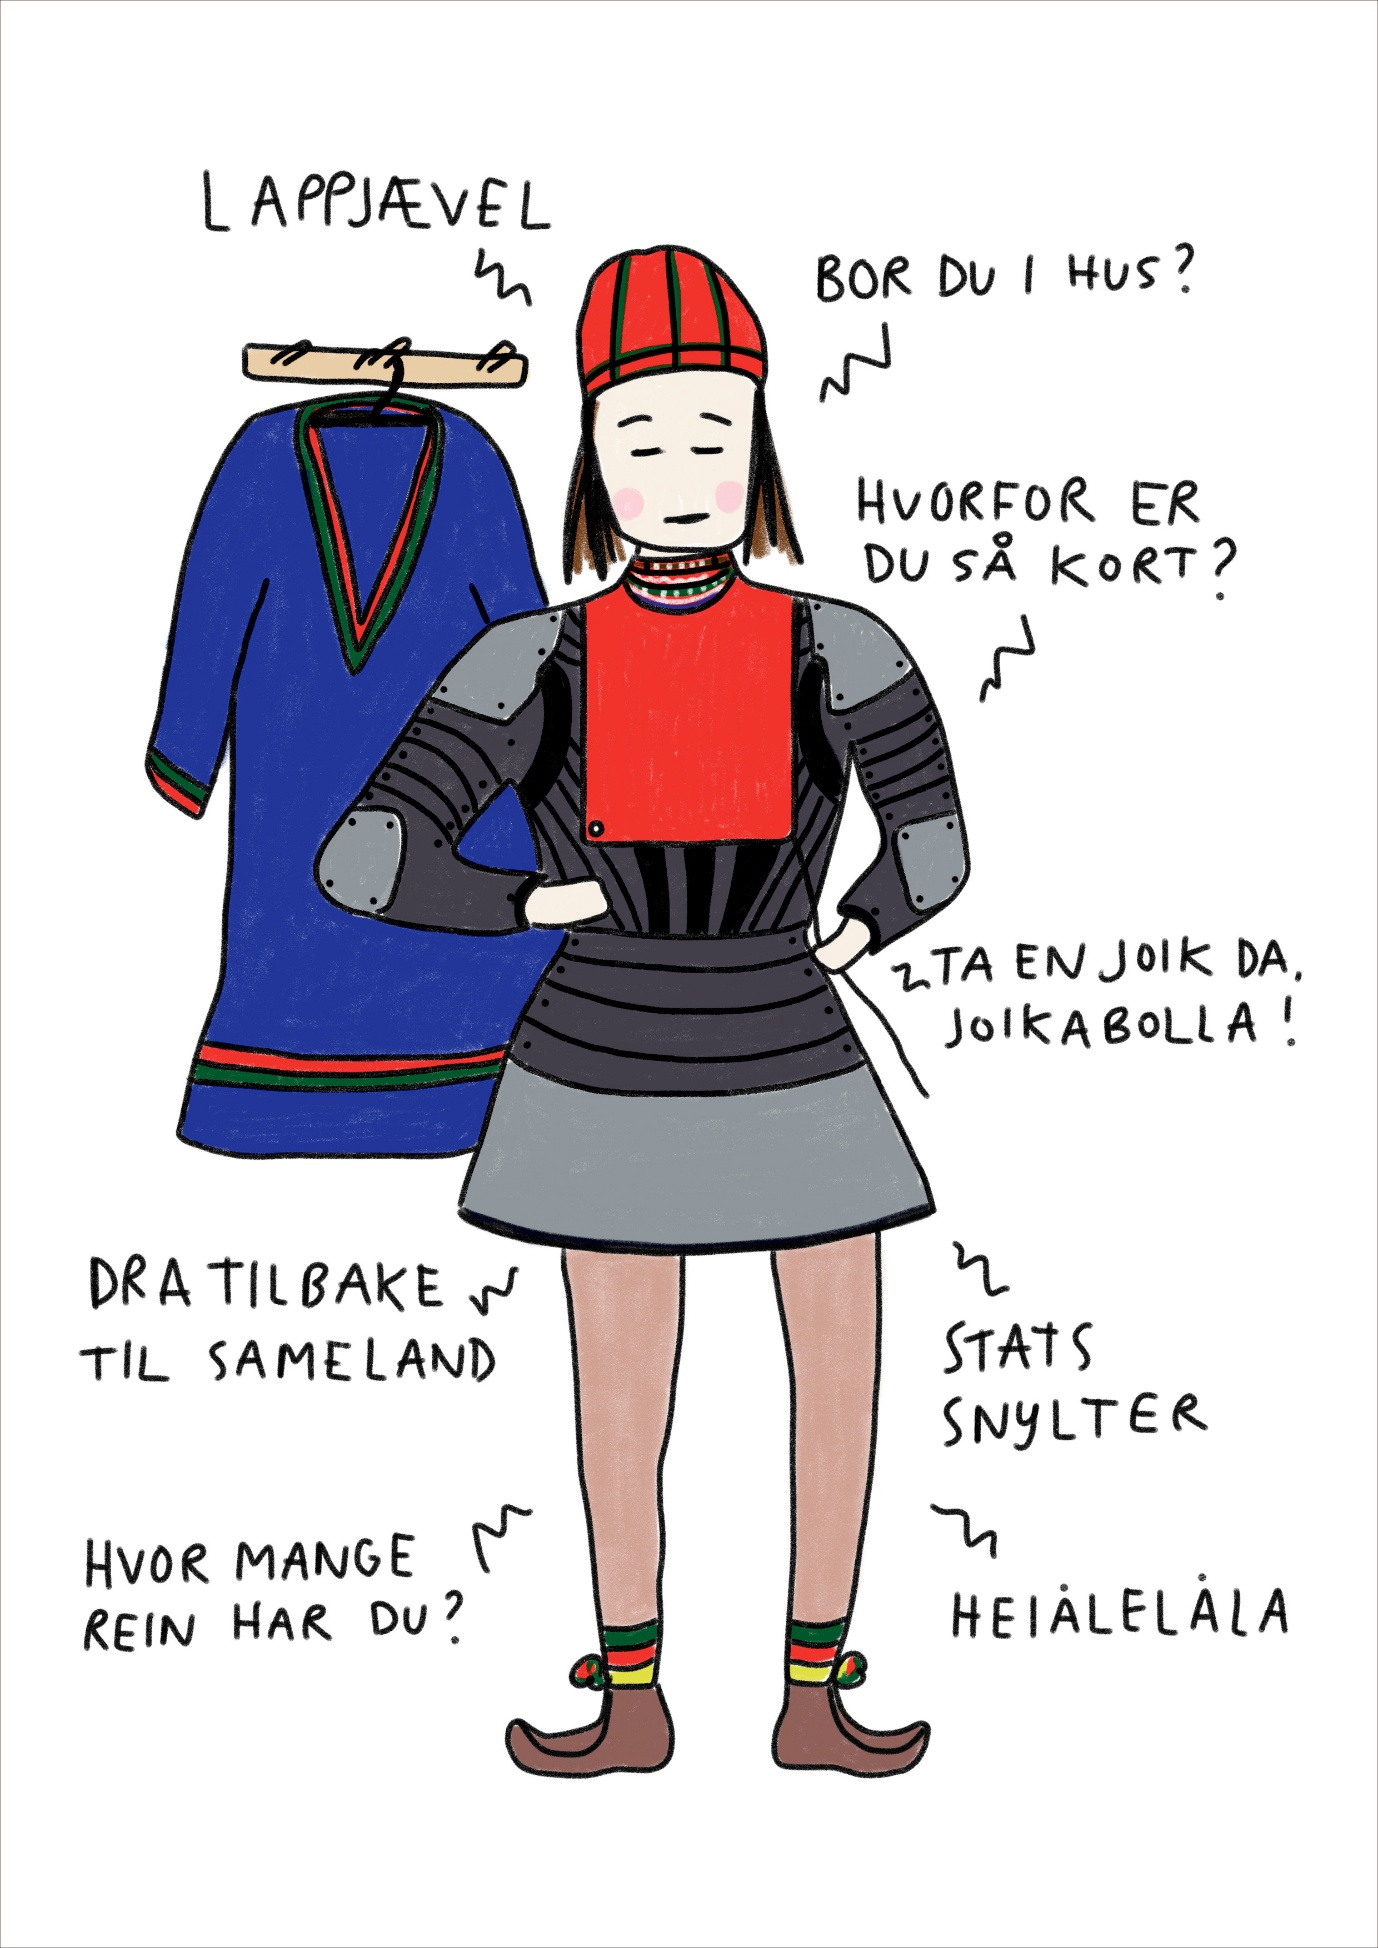 LAPPJÆVEL
BOR DU I HUS?
HVORFOR ER
DU SÅ KORT?
TA EN JOIK DA,
JOIKABOLLA!
DRA TILBAKE
TIL SAMELAND
STATS
SNYLTER
HVOR MANGE
REIN HAR DU?
HEIÅLELÅLA